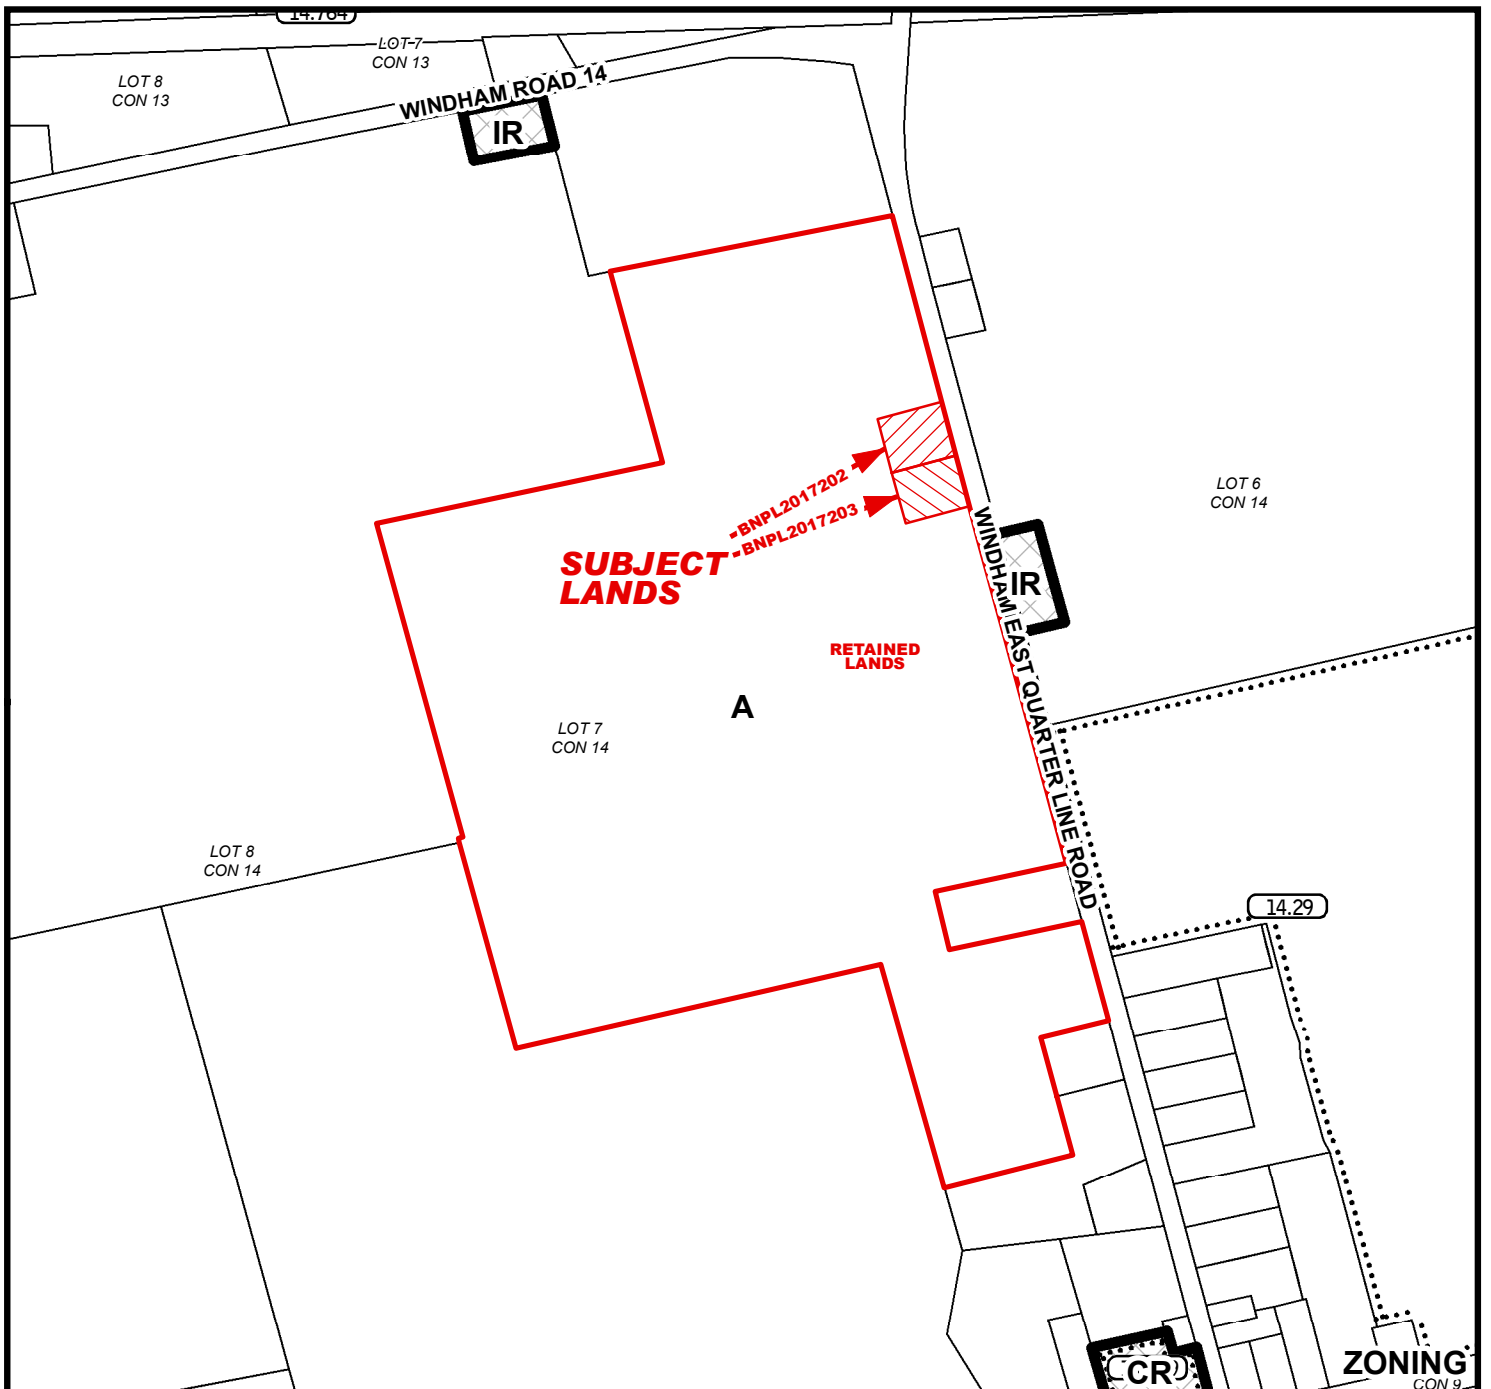 14.764
LOT 7
CON 13
LOT 8
CON 13
WINDHAM ROAD 14
IR
BNPL2017202
BNPL2017203
SUBJECT
LANDS
LOT 6
CON 14
WINDHAM EAST QUARTER LINE ROAD
IR
RETAINED
LANDS
A
LOT 7
CON 14
LOT 8
CON 14
14.29
CR
ZONING
CON 9